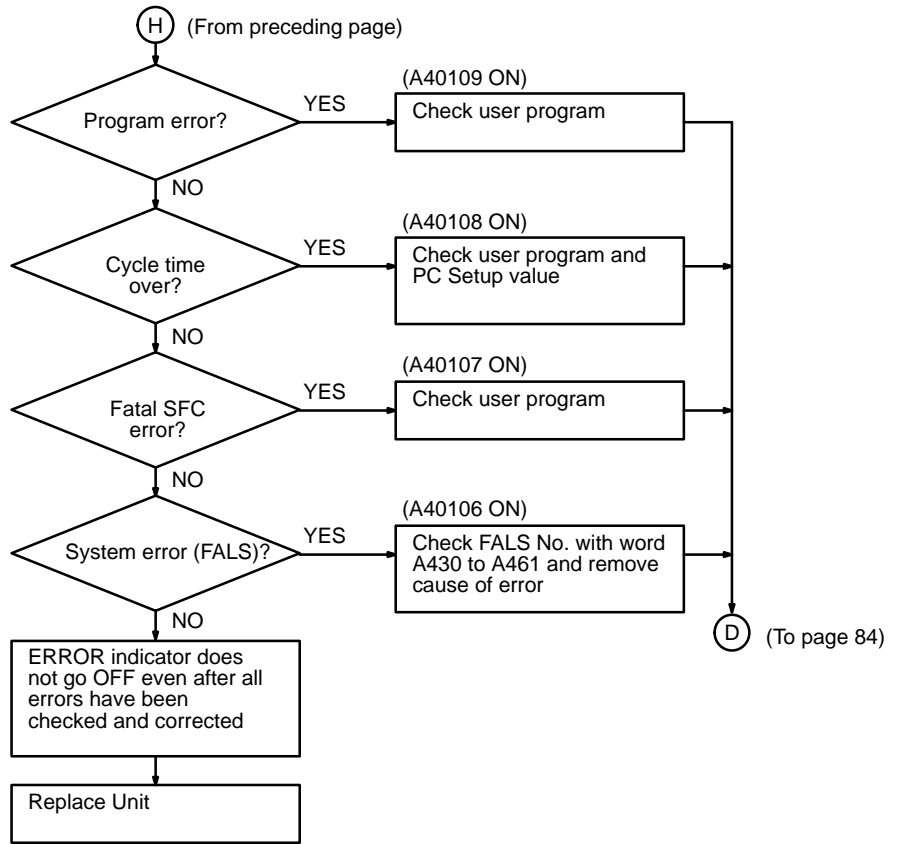 H (From preceding page)
(A40109 ON)
Program error?
YES
Check user program
NO
(A40108 ON)
Cycle time
over?
YES
Check user program and
PC Setup value
NO
(A40107 ON)
Fatal SFC
error?
YES
Check user program
NO
(A40106 ON)
System error (FALS)?
YES
Check FALS No. with word
A430 to A461 and remove
cause of error
NO
D (To page 84)
ERROR indicator does
not go OFF even after all
errors have been
checked and corrected
Replace Unit